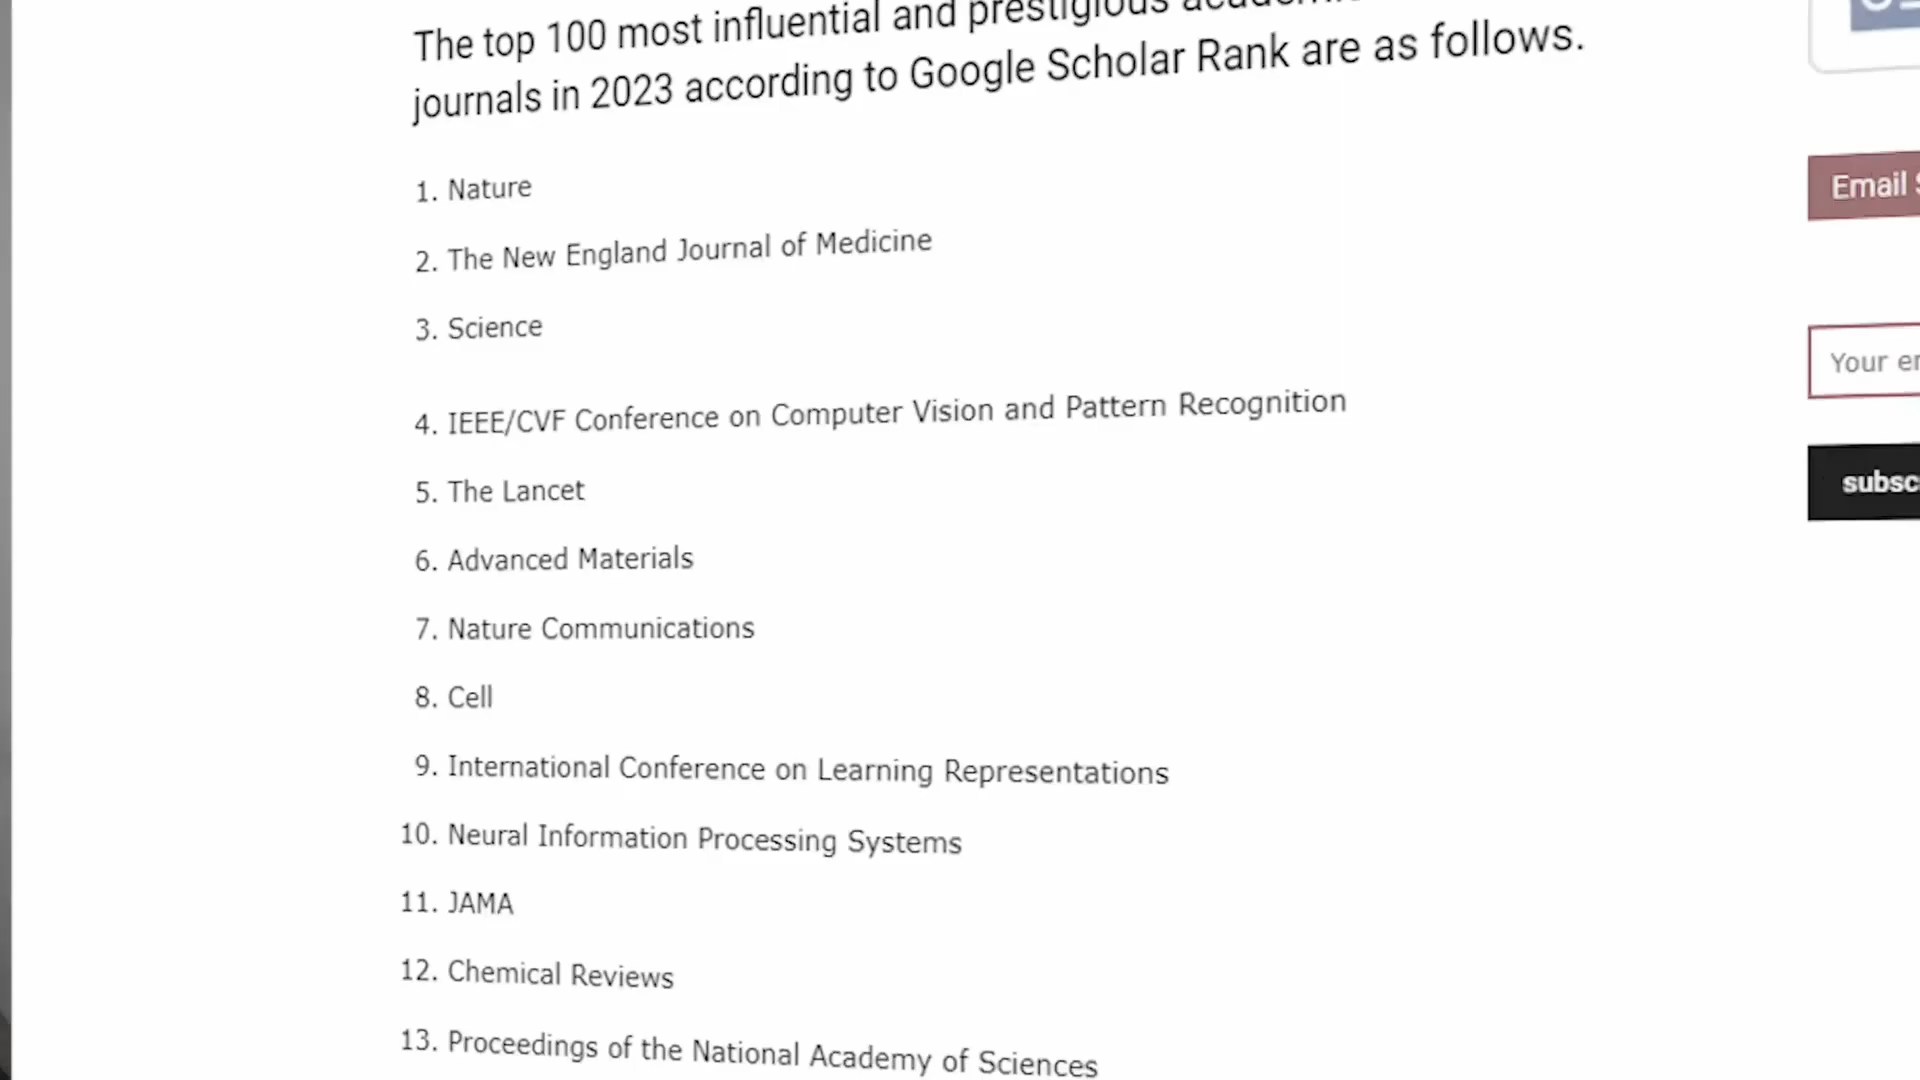 The top 100 most influential and prestigious
journals in 2023 according to Google Scholar Rank are as follows.
1. Nature
2. The New England Journal of Medicine
3. Science
4. IEEE/CVF Conference on Computer Vision and Pattern Recognition
5. The Lancet
6. Advanced Materials
7. Nature Communications
8. Cell
9. International Conference on Learning Representations
10. Neural Information Processing Systems
11. JAMA
12. Chemical Reviews
13. Proceedings of the National Academy of Sciences
Email
Your